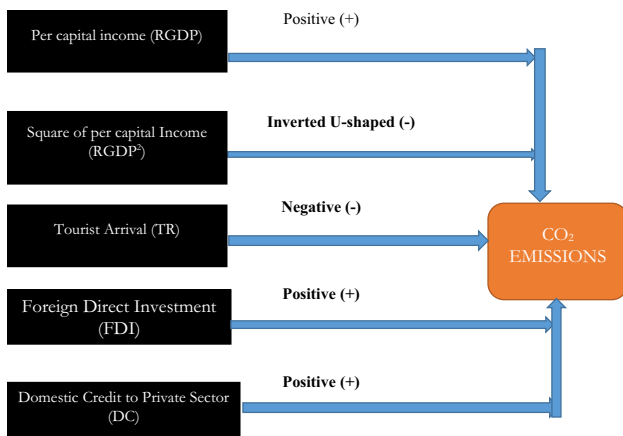 Per capital income (RGDP)
Positive (+)
Square of per capital Income
(RGDP²)
Inverted U-shaped (-)
Tourist Arrival (TR)
Negative (-)
CO₂
EMISSIONS
Foreign Direct Investment
(FDI)
Positive (+)
Domestic Credit to Private Sector
(DC)
Positive (+)